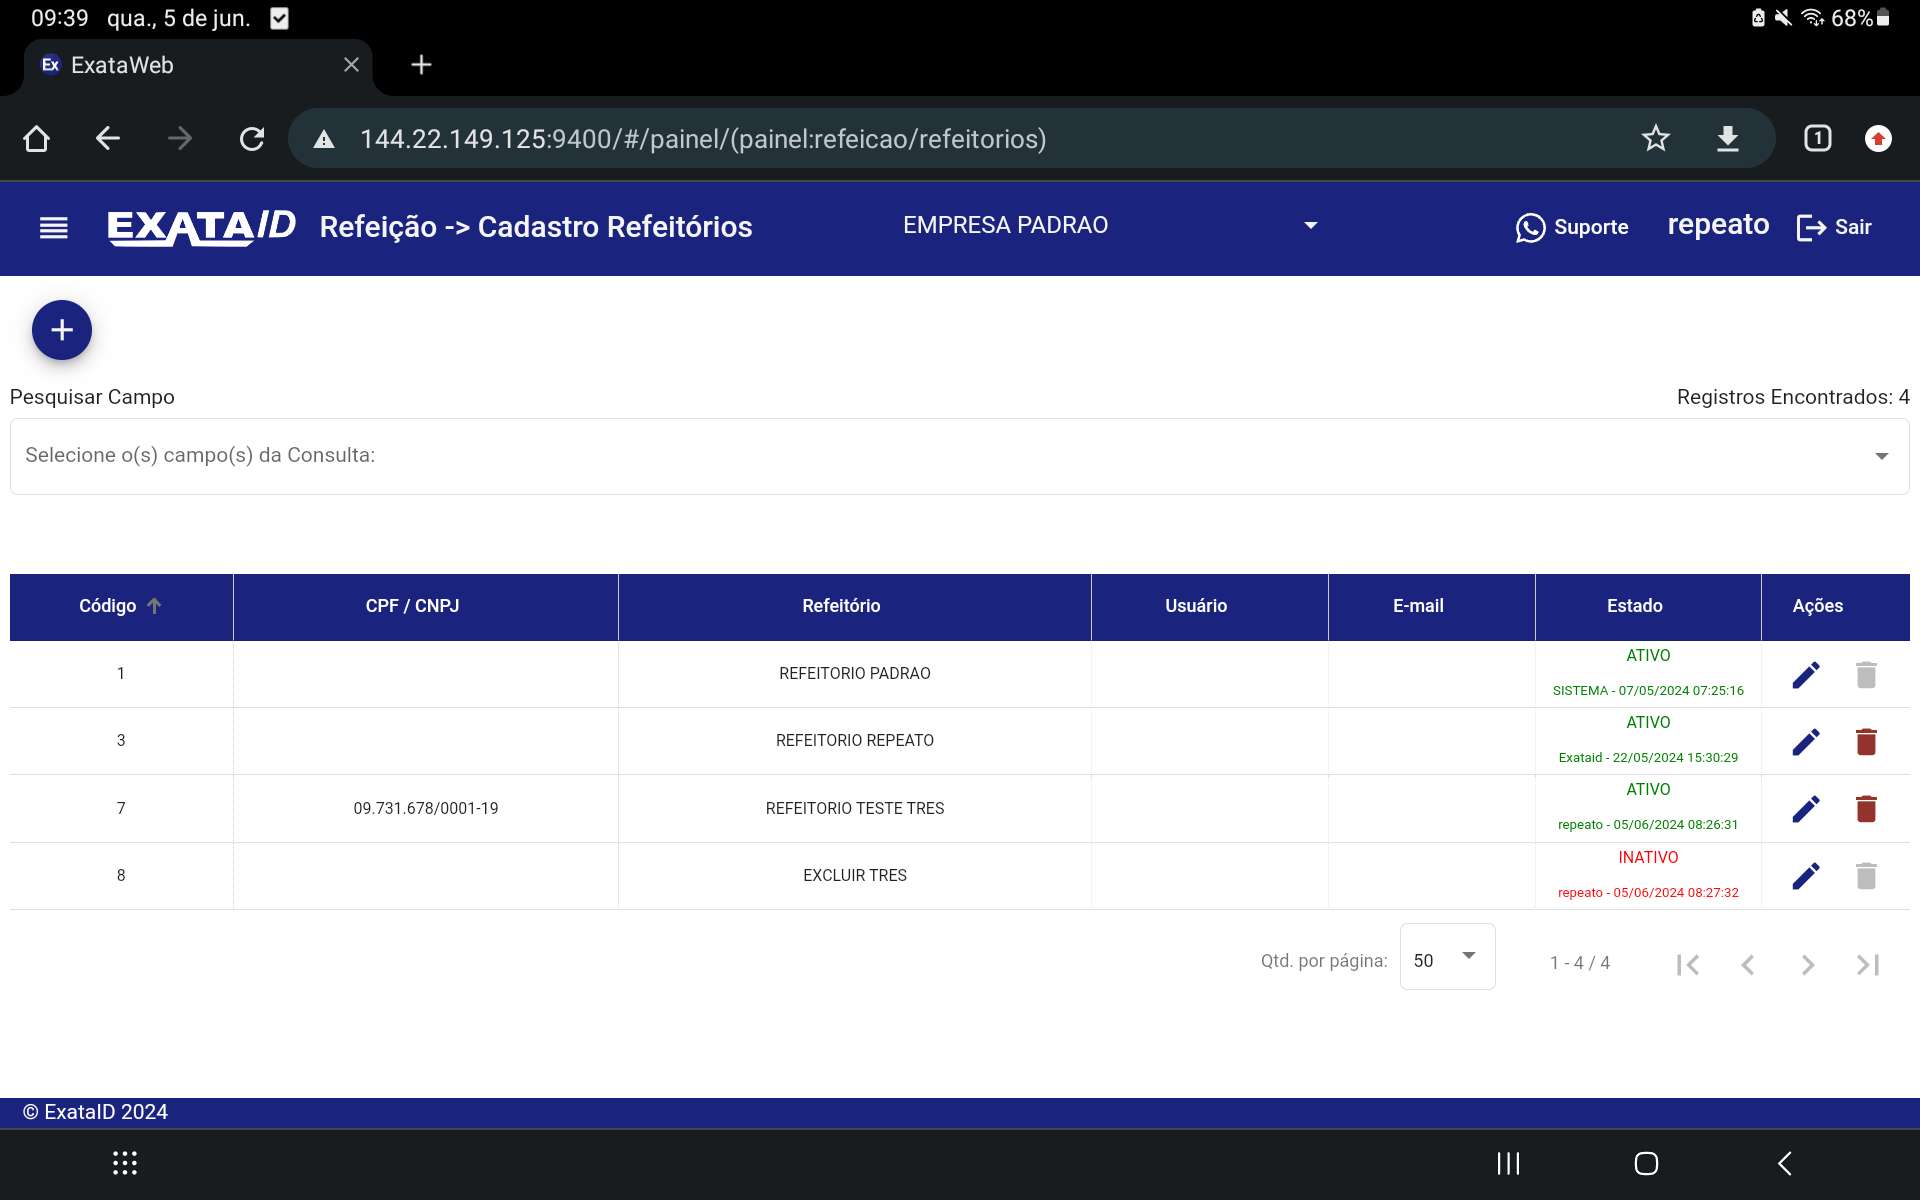 09:39 qua., 5 de jun. 68%
Ex ExataWeb
144.22.149.125:9400/#/painel/(painel:refeicao/refeitorios) 1
EXATAID Refeição -> Cadastro Refeitórios EMPRESA PADRAO Suporte repeato Sair
Pesquisar Campo Registros Encontrados: 4
Selecione o(s) campo(s) da Consulta:
Código CPF / CNPJ Refeitório Usuário E-mail Estado Ações
1 REFEITORIO PADRAO ATIVO
SISTEMA - 07/05/2024 07:25:16
3 REFEITORIO REPEATO ATIVO
Exataid - 22/05/2024 15:30:29
7 09.731.678/0001-19 REFEITORIO TESTE TRES ATIVO
repeato - 05/06/2024 08:26:31
8 EXCLUIR TRES INATIVO
repeato - 05/06/2024 08:27:32
Qtd. por página: 50 1 - 4 / 4
© ExataID 2024